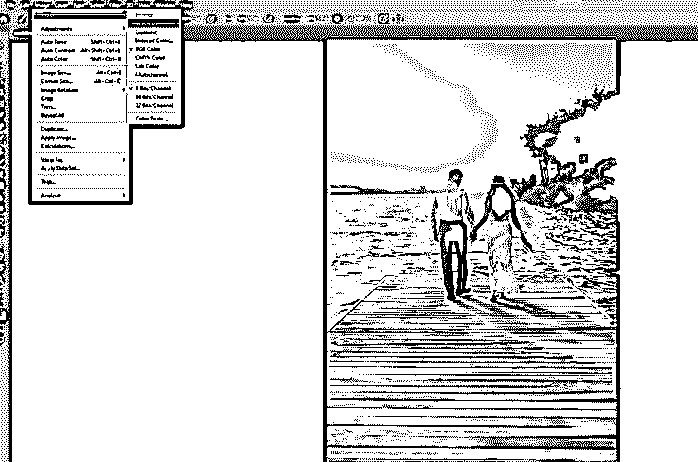 Adjustments
Auto Tone Shift+Ctrl+L
Auto Contrast Alt+Shift+Ctrl+L
Auto Color Shift+Ctrl+B
Image Size... Alt+Ctrl+I
Canvas Size... Alt+Ctrl+C
Image Rotation
Crop
Trim...
Reveal All
Duplicate...
Apply Image...
Calculations...
Variables
Apply Data Set...
Trap...
Analysis
Duotone
Indexed Color...
RGB Color
CMYK Color
Lab Color
Multichannel
8 Bits/Channel
16 Bits/Channel
32 Bits/Channel
Color Table...